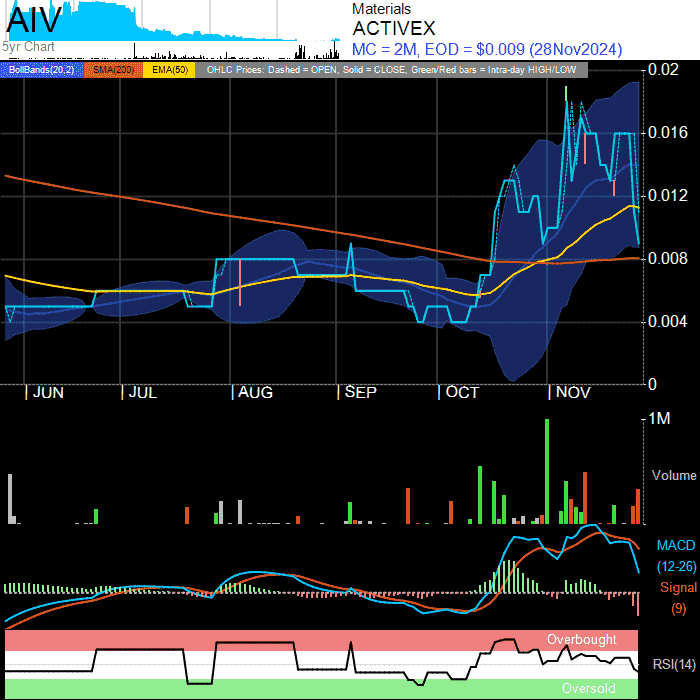 AIV
5yr Chart
Materials
ACTIVEX
MC = 2M, EOD = $0.009 (28Nov2024)
BollBands(20,2) SMA(200) EMA(50) OHLC Prices: Dashed = OPEN, Solid = CLOSE, Green/Red bars = Intra-day HIGH/LOW
0.02
0.016
0.012
0.008
0.004
0
JUN JUL AUG SEP OCT NOV
1M
Volume
MACD
(12-26)
Signal
(9)
Overbought
RSI(14)
Oversold